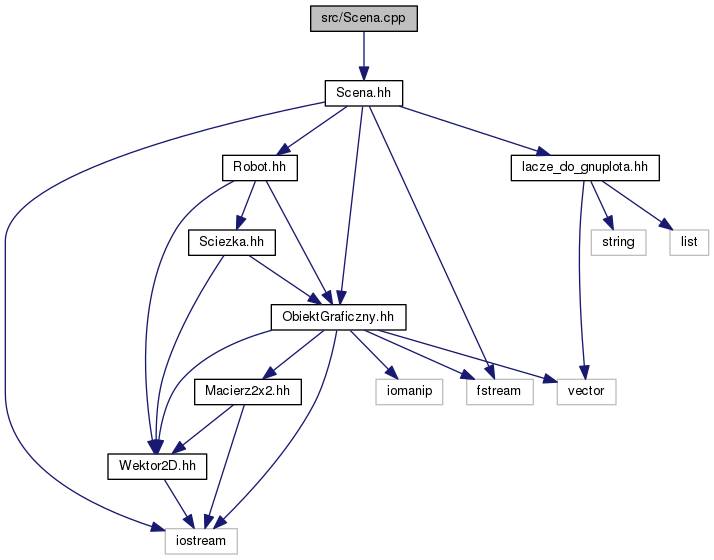 src/Scena.cpp
Scena.hh
Robot.hh
lacze_do_gnuplota.hh
Sciezka.hh
string
list
ObiektGraficzny.hh
Macierz2x2.hh
iomanip
fstream
vector
Wektor2D.hh
iostream